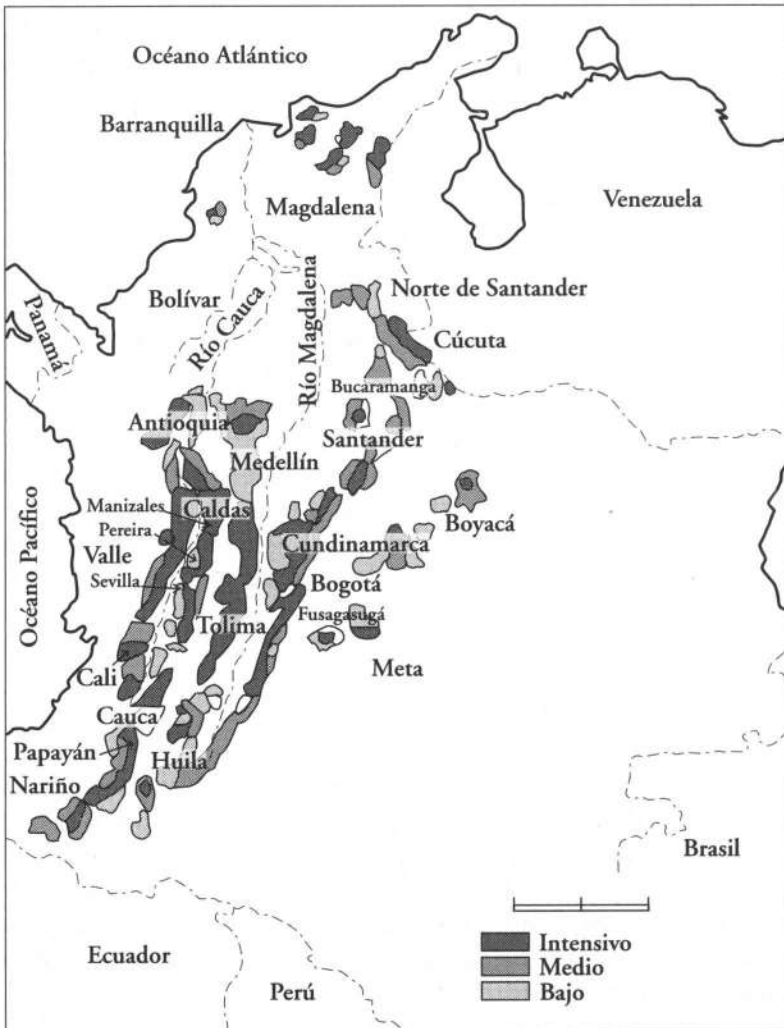 Océano Atlántico
Barranquilla
Venezuela
Magdalena
Norte de Santander
Bolívar
Panamá
Río Cauca
Río Magdalena
Cúcuta
Bucaramanga
Antioquia
Santander
Medellín
Manizales
Caldas
Boyacá
Pereira
Cundinamarca
Valle
Océano Pacífico
Sevilla
Bogotá
Fusagasugá
Tolima
Meta
Cali
Cauca
Papayán
Huila
Nariño
Brasil
Ecuador
Intensivo
Medio
Perú
Bajo